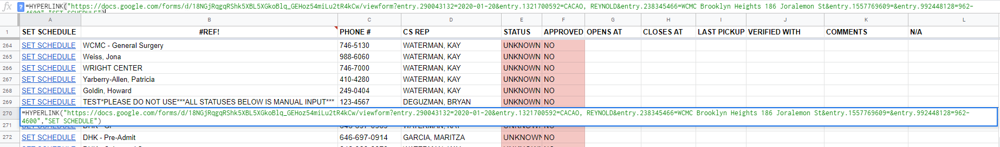 fx ? =HYPERLINK("https://docs.google.com/forms/d/18NGjRqgqRShk5XBL5XGkoBlq_GEHoz54miLu2tR4kCw/viewform?entry.290043132=2020-01-20&entry.1321700592=CACAO, REYNOLD&entry.238345466=WCMC Brooklyn Heights 186 Joralemon St&entry.1557769609=&entry.992448128=962-
4600","SET SCHEDULE")
A B C D E F G H I J K L
1 SET SCHEDULE #REF! PHONE # CS REP STATUS APPROVED OPENS AT CLOSES AT LAST PICKUP VERIFIED WITH COMMENTS N/A
264 SET SCHEDULE WCMC - General Surgery 746-5130 WATERMAN, KAY UNKNOWN NO
265 SET SCHEDULE Weiss, Jona 988-6060 WATERMAN, KAY UNKNOWN NO
266 SET SCHEDULE WRIGHT CENTER 746-7000 WATERMAN, KAY UNKNOWN NO
267 SET SCHEDULE Yarberry-Allen, Patricia 410-4280 WATERMAN, KAY UNKNOWN NO
268 SET SCHEDULE Goldin, Howard 249-0404 WATERMAN, KAY UNKNOWN NO
269 SET SCHEDULE TEST*PLEASE DO NOT USE***ALL STATUSES BELOW IS MANUAL INPUT*** 123-4567 DEGUZMAN, BRYAN UNKNOWN NO
270 =HYPERLINK("https://docs.google.com/forms/d/18NGjRqgqRShk5XBL5XGkoBlq_GEHoz54miLu2tR4kCw/viewform?entry.290043132=2020-01-20&entry.1321700592=CACAO, REYNOLD&entry.238345466=WCMC Brooklyn Heights 186 Joralemon St&entry.1557769609=&entry.992448128=962-
4600","SET SCHEDULE")
271
272 SET SCHEDULE DHK - Pre-Admit 646-697-0914 GARCIA, MARITZA UNKNOWN NO